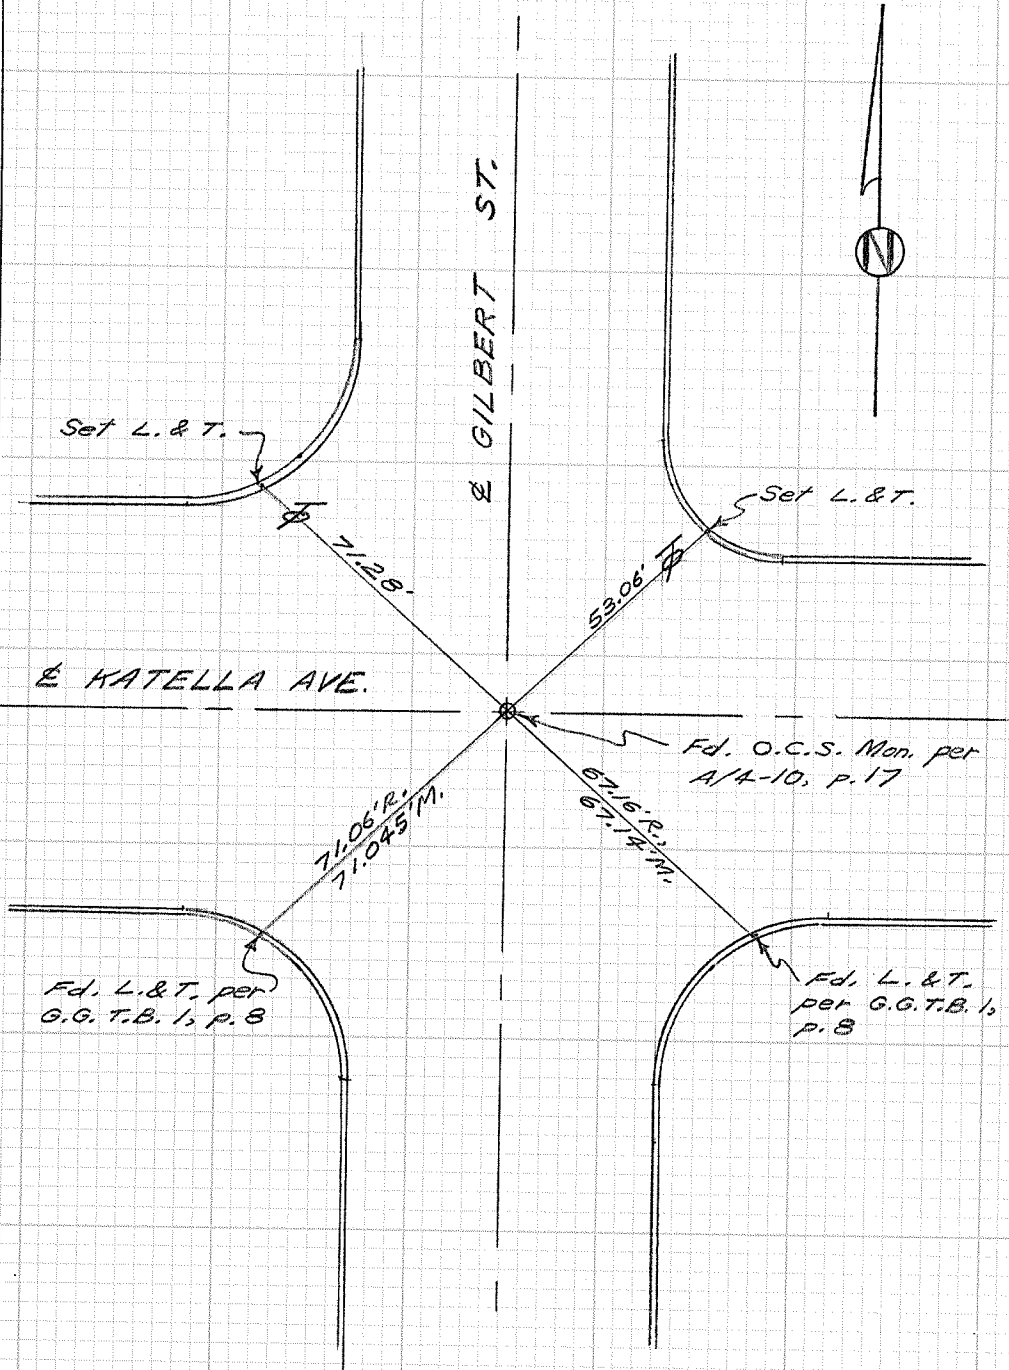 N
℄ GILBERT ST.
Set L. & T.
Set L. & T.
71.28'
53.06'
℄ KATELLA AVE.
Fd. O.C.S. Mon. per
A/4-10, p.17
71.06'R.,
71.045'M.
67.16'R.,
67.14'M.
Fd. L. & T. per
G.G.T.B. 1, p. 8
Fd. L. & T.
per G.G.T.B. 1,
p. 8